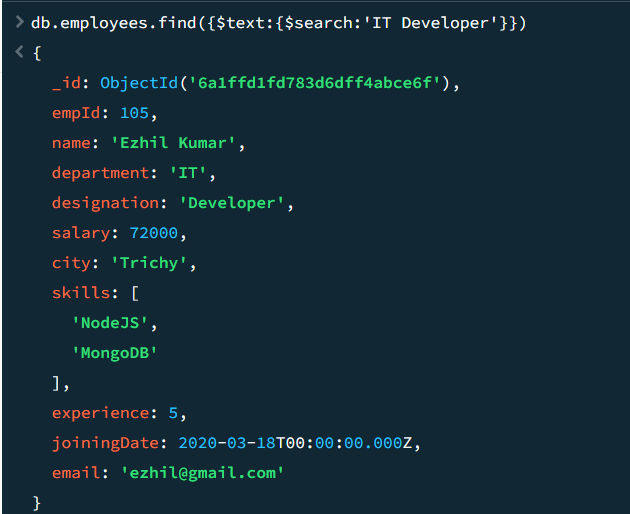 > db.employees.find({$text:{$search:'IT Developer'}})
< {
_id: ObjectId('6a1ffd1fd783d6dff4abce6f'),
empId: 105,
name: 'Ezhil Kumar',
department: 'IT',
designation: 'Developer',
salary: 72000,
city: 'Trichy',
skills: [
'NodeJS',
'MongoDB'
],
experience: 5,
joiningDate: 2020-03-18T00:00:00.000Z,
email: 'ezhil@gmail.com'
}